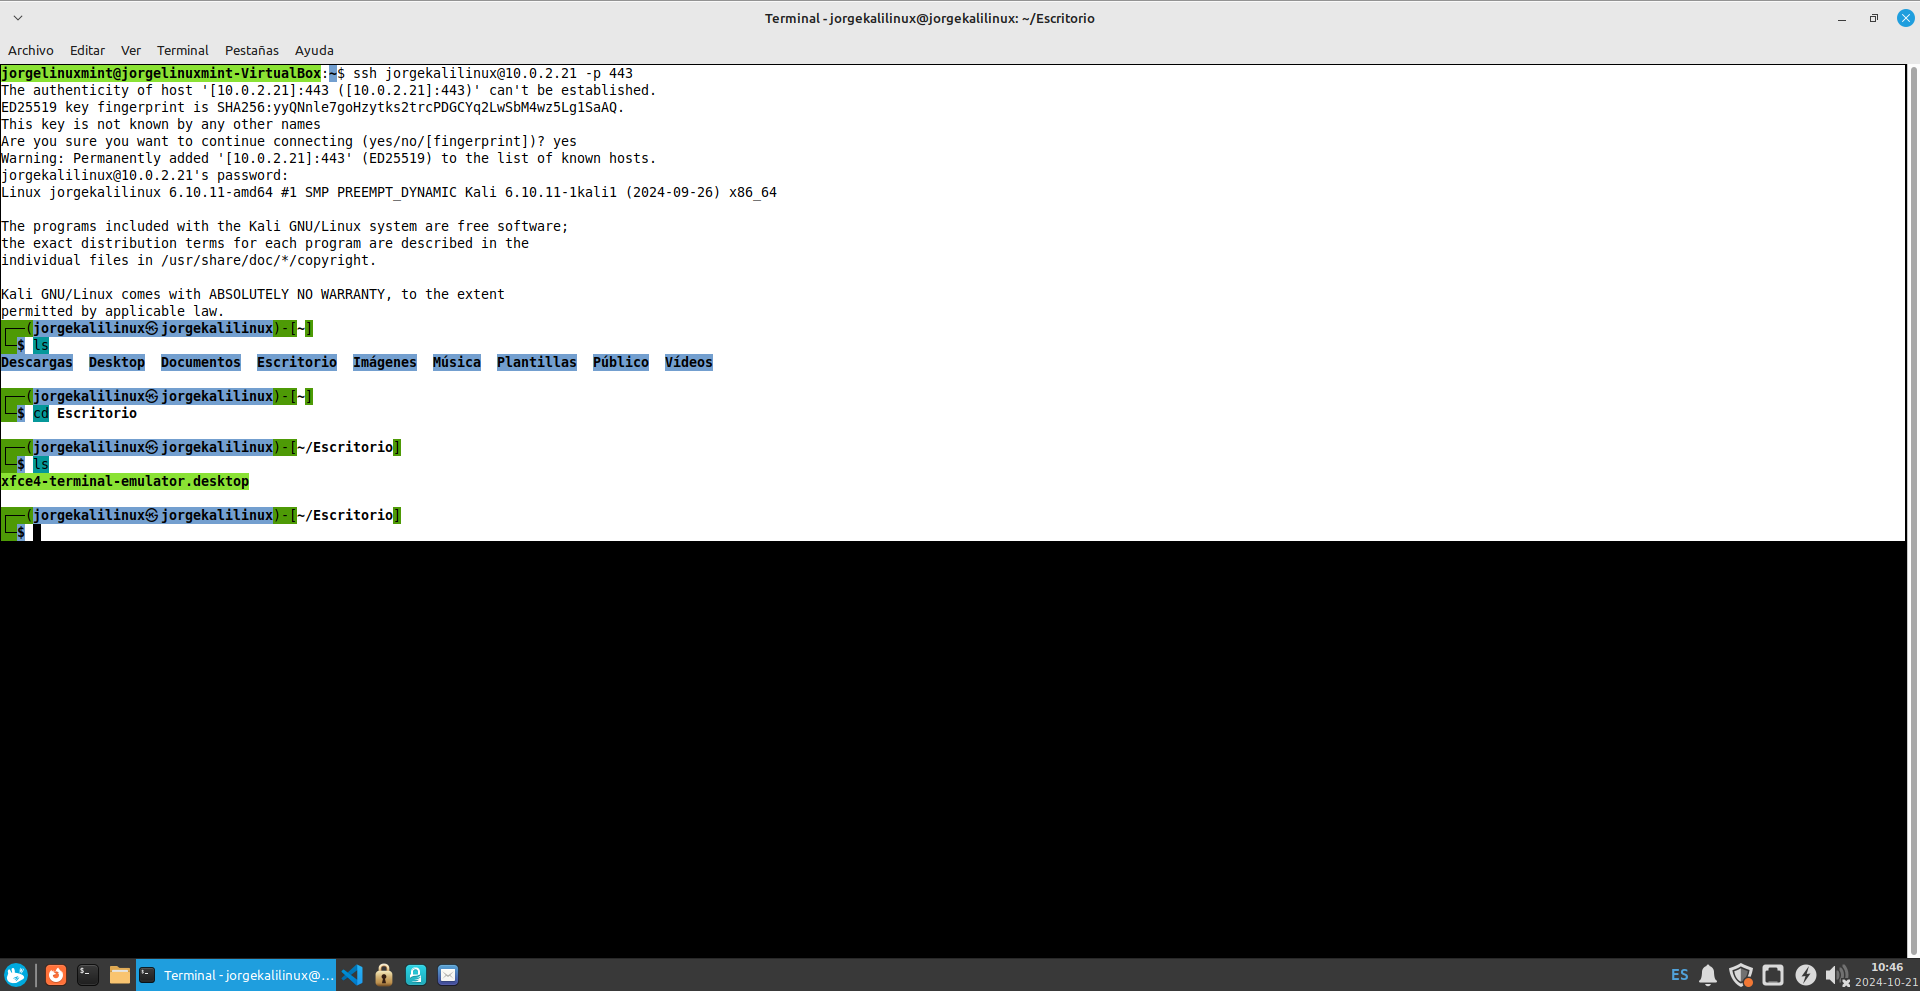 Terminal - jorgekalilinux@jorgekalilinux: ~/Escritorio
Archivo Editar Ver Terminal Pestañas Ayuda
jorgelinuxmint@jorgelinuxmint-VirtualBox:~$ ssh jorgekalilinux@10.0.2.21 -p 443
The authenticity of host '[10.0.2.21]:443 ([10.0.2.21]:443)' can't be established.
ED25519 key fingerprint is SHA256:yyQNnle7goHzytks2trcPDGCYq2LwSbM4wz5Lg1SaAQ.
This key is not known by any other names
Are you sure you want to continue connecting (yes/no/[fingerprint])? yes
Warning: Permanently added '[10.0.2.21]:443' (ED25519) to the list of known hosts.
jorgekalilinux@10.0.2.21's password:
Linux jorgekalilinux 6.10.11-amd64 #1 SMP PREEMPT_DYNAMIC Kali 6.10.11-1kali1 (2024-09-26) x86_64
The programs included with the Kali GNU/Linux system are free software;
the exact distribution terms for each program are described in the
individual files in /usr/share/doc/*/copyright.
Kali GNU/Linux comes with ABSOLUTELY NO WARRANTY, to the extent
permitted by applicable law.
┌──(jorgekalilinux㉿jorgekalilinux)-[~]
└─$ ls
Descargas Desktop Documentos Escritorio Imágenes Música Plantillas Público Vídeos
┌──(jorgekalilinux㉿jorgekalilinux)-[~]
└─$ cd Escritorio
┌──(jorgekalilinux㉿jorgekalilinux)-[~/Escritorio]
└─$ ls
xfce4-terminal-emulator.desktop
┌──(jorgekalilinux㉿jorgekalilinux)-[~/Escritorio]
└─$
Terminal - jorgekalilinux@...
ES
10:46
2024-10-21